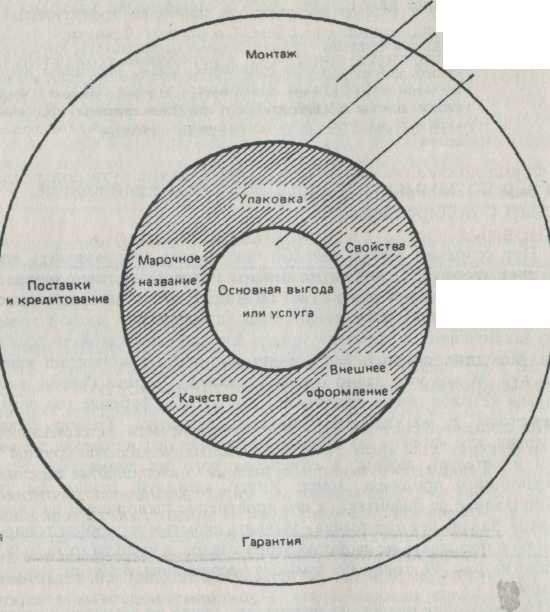 Монтаж
Упаковка
Свойства
Марочное
название
Поставки
и кредитование
Основная выгода
или услуга
Внешнее
оформление
Качество
Гарантия